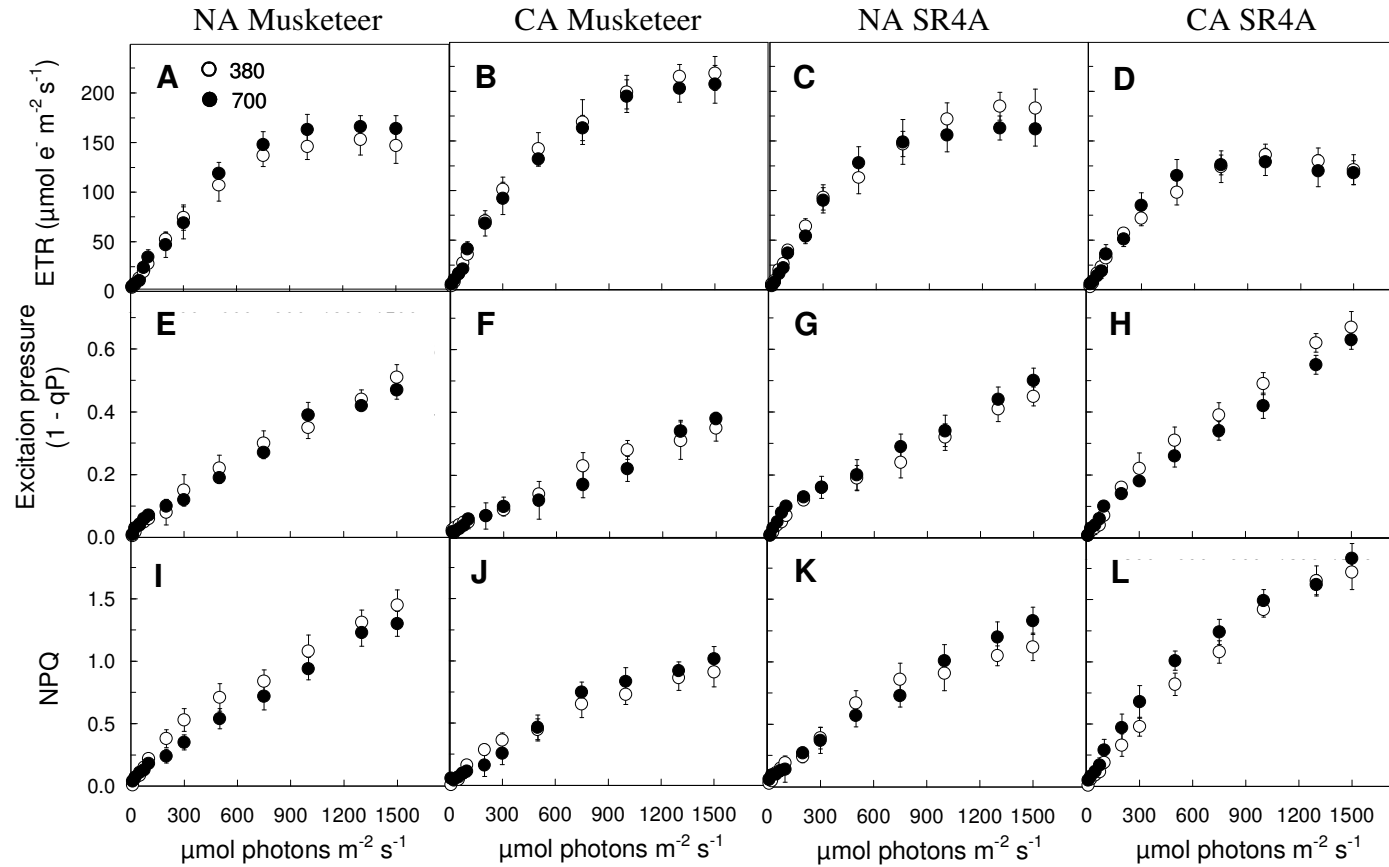 NA Musketeer CA Musketeer NA SR4A CA SR4A
A 380 B C D
700
ETR (µmol e⁻ m⁻² s⁻¹)
200
150
100
50
0
E F G H
Excitaion pressure
(1 - qP)
0.6
0.4
0.2
0.0
I J K L
NPQ
1.5
1.0
0.5
0.0
0 300 600 900 1200 1500 0 300 600 900 1200 1500 0 300 600 900 1200 1500 0 300 600 900 1200 1500
µmol photons m⁻² s⁻¹ µmol photons m⁻² s⁻¹ µmol photons m⁻² s⁻¹ µmol photons m⁻² s⁻¹